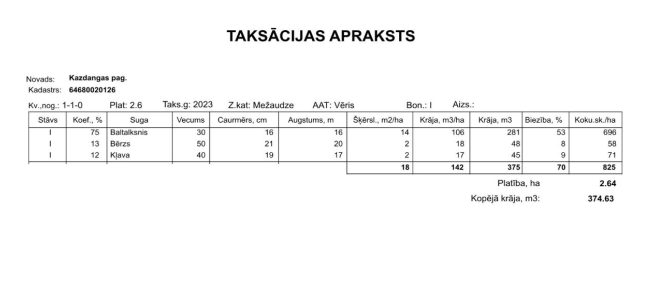 TAKSĀCIJAS APRAKSTS
Novads: Kazdangas pag.
Kadastrs: 64680020126
Kv.,nog.: 1-1-0 Plat: 2.6 Taks.g: 2023 Z.kat: Mežaudze AAT: Vēris Bon.: I Aizs.:
Stāvs Koef., % Suga Vecums Caurmērs, cm Augstums, m Šķērsl., m2/ha Krāja, m3/ha Krāja, m3 Biezība, % Koku.sk./ha
I 75 Baltalksnis 30 16 16 14 106 281 53 696
I 13 Bērzs 50 21 20 2 18 48 8 58
I 12 Kļava 40 19 17 2 17 45 9 71
18 142 375 70 825
Platība, ha 2.64
Kopējā krāja, m3: 374.63